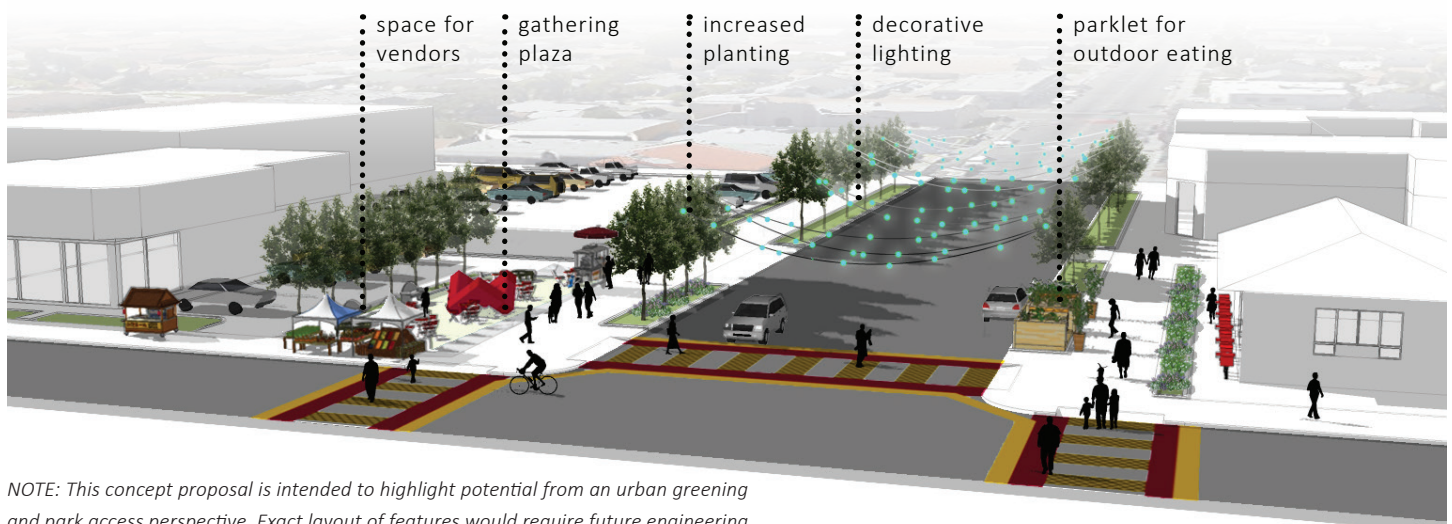 space for
vendors
gathering
plaza
increased
planting
decorative
lighting
parklet for
outdoor eating
NOTE: This concept proposal is intended to highlight potential from an urban greening
and park access perspective. Exact layout of features would require future engineering